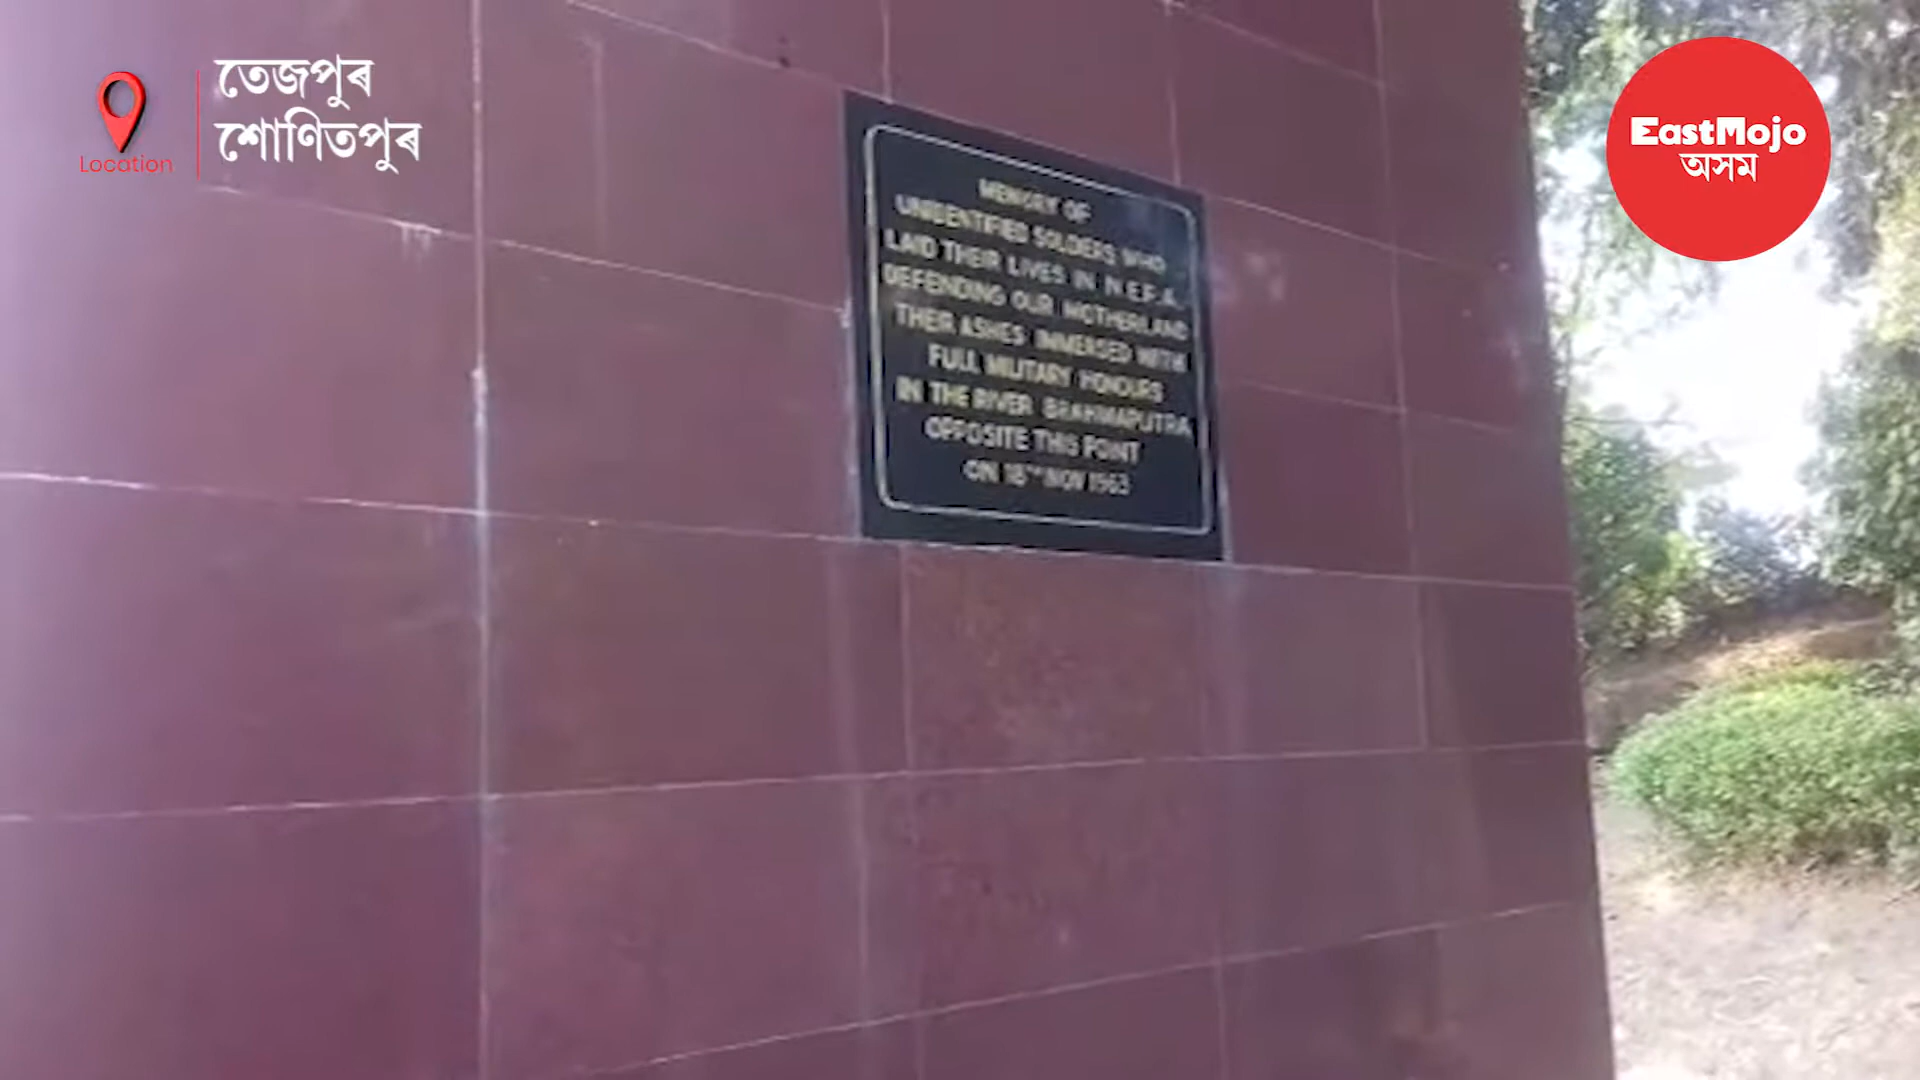 তেজপুৰ
শোণিতপুৰ
Location
EastMojo
অসম
MEMORY OF
UNIDENTIFIED SOLDIERS WHO
LAID THEIR LIVES IN N.E.F.A.
DEFENDING OUR MOTHERLAND
THEIR ASHES IMMERSED WITH
FULL MILITARY HONOURS
IN THE RIVER BRAHMAPUTRA
OPPOSITE THIS POINT
ON 18TH NOV 1963